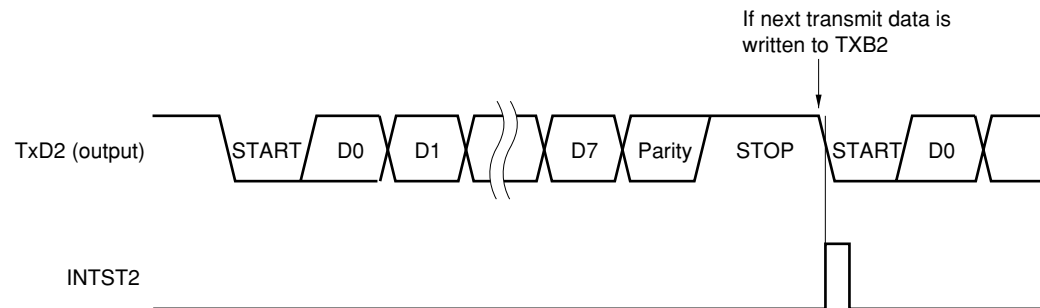 If next transmit data is
written to TXB2
TxD2 (output)
START D0 D1 D7 Parity STOP START D0
INTST2